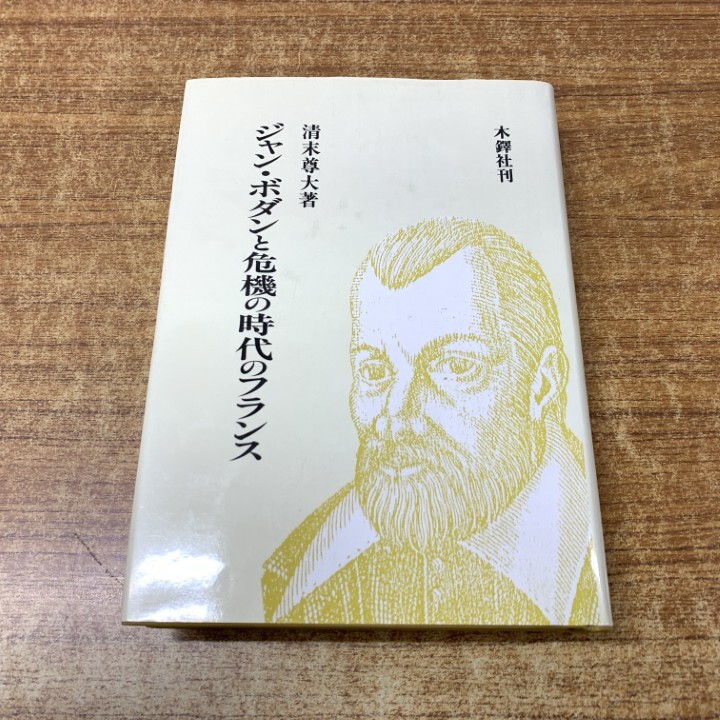 木鐸社刊
清末尊大著
ジャン・ボダンと危機の時代のフランス